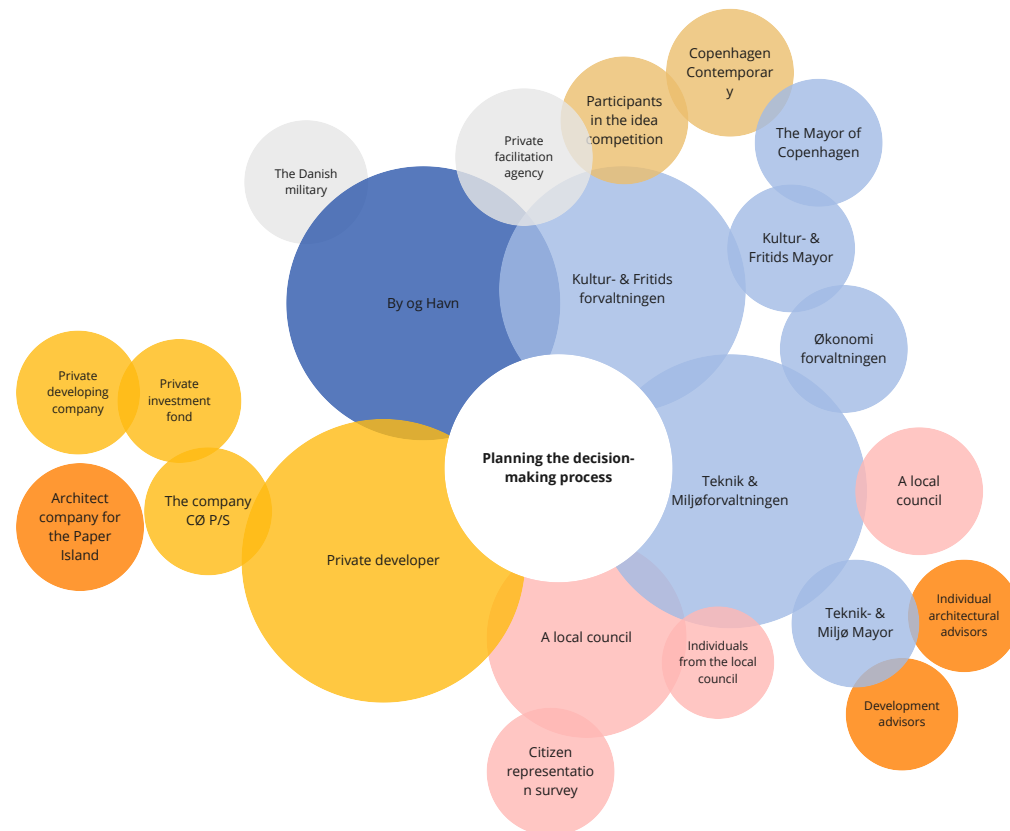 Copenhagen
Contemporar
y
Participants
in the idea
competition
The Mayor of
Copenhagen
Private
facilitation
agency
The Danish
military
Kultur- &
Fritids Mayor
Kultur- & Fritids
forvaltningen
By og Havn
Økonomi
forvaltningen
Private
developing
company
Private
investment
fond
Planning the decision-
making process
Teknik &
Miljøforvaltningen
A local
council
Architect
company for
the Paper
Island
The company
CØ P/S
Private developer
Individual
architectural
advisors
Teknik- &
Miljø Mayor
A local council
Individuals
from the local
council
Development
advisors
Citizen
representatio
n survey